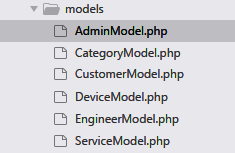 models
AdminModel.php
CategoryModel.php
CustomerModel.php
DeviceModel.php
EngineerModel.php
ServiceModel.php